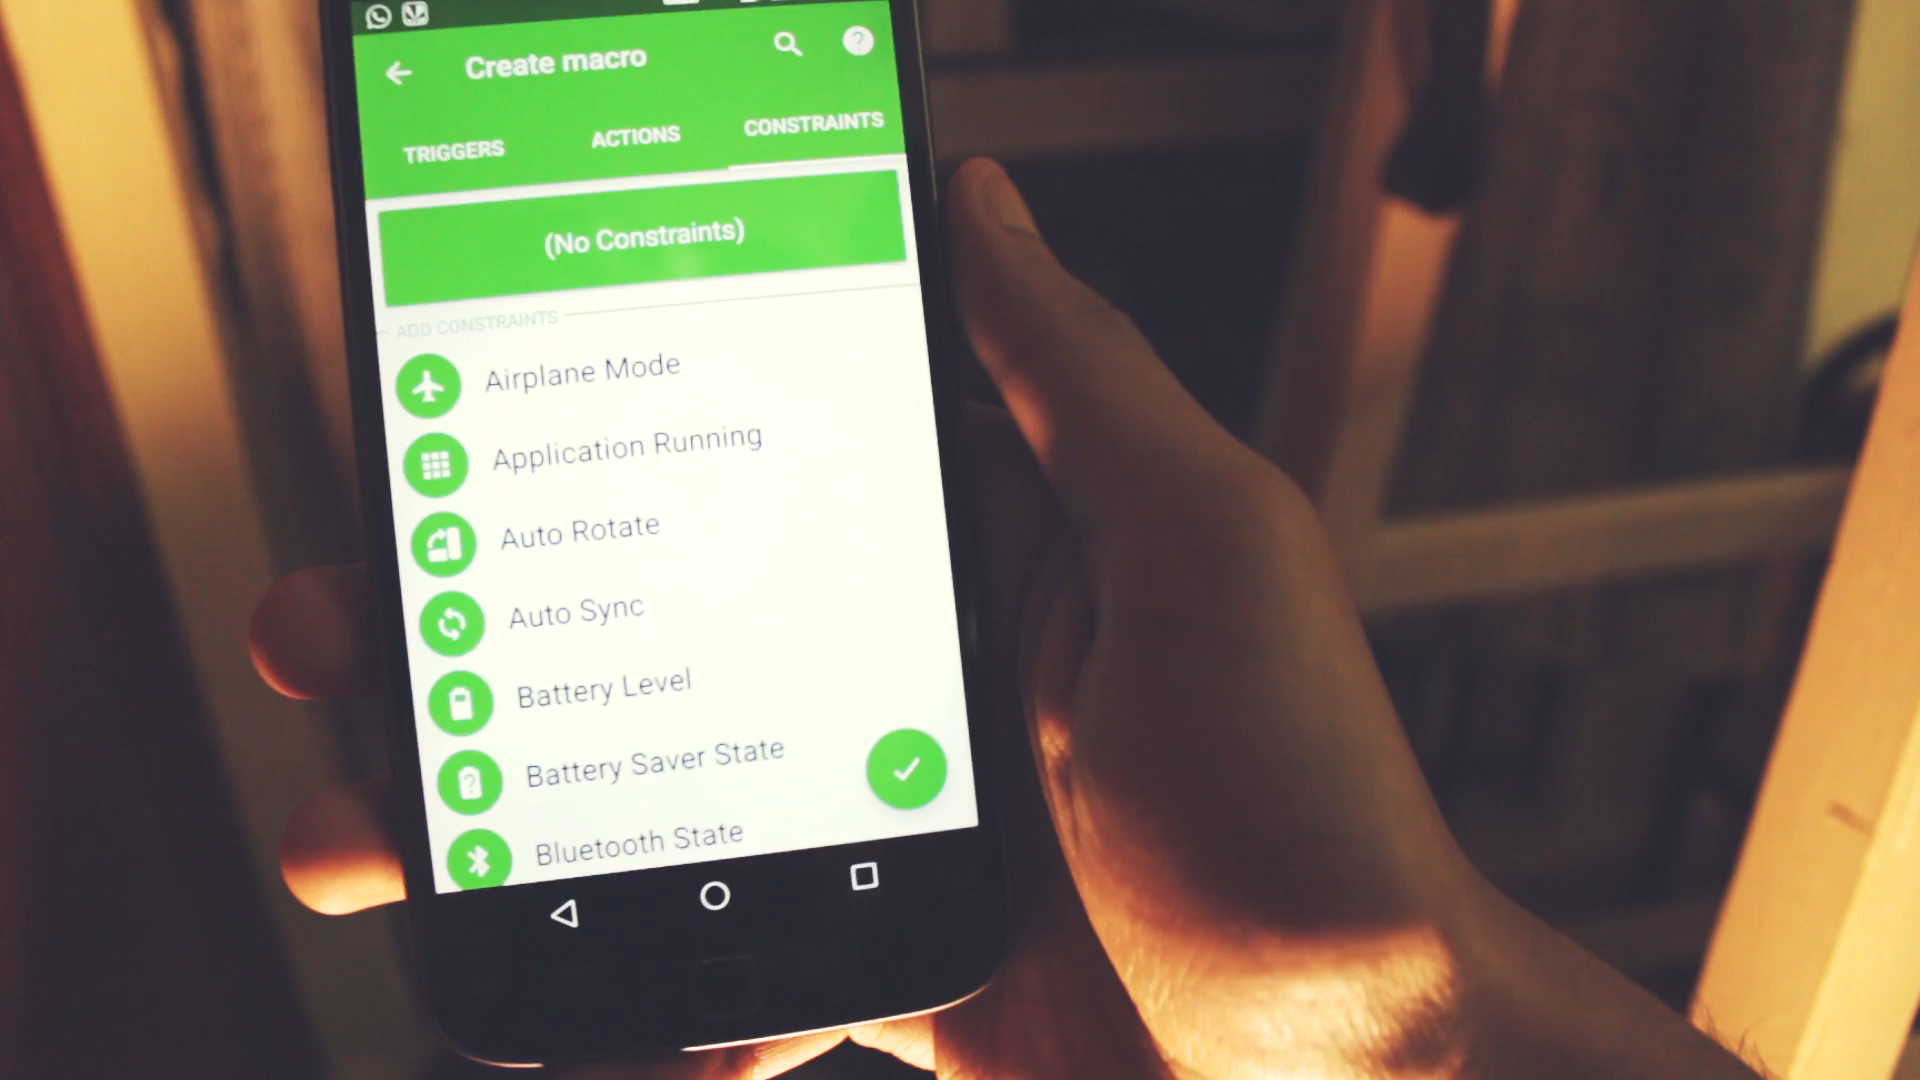 Create macro
TRIGGERS ACTIONS CONSTRAINTS
(No Constraints)
ADD CONSTRAINTS
Airplane Mode
Application Running
Auto Rotate
Auto Sync
Battery Level
Battery Saver State
Bluetooth State